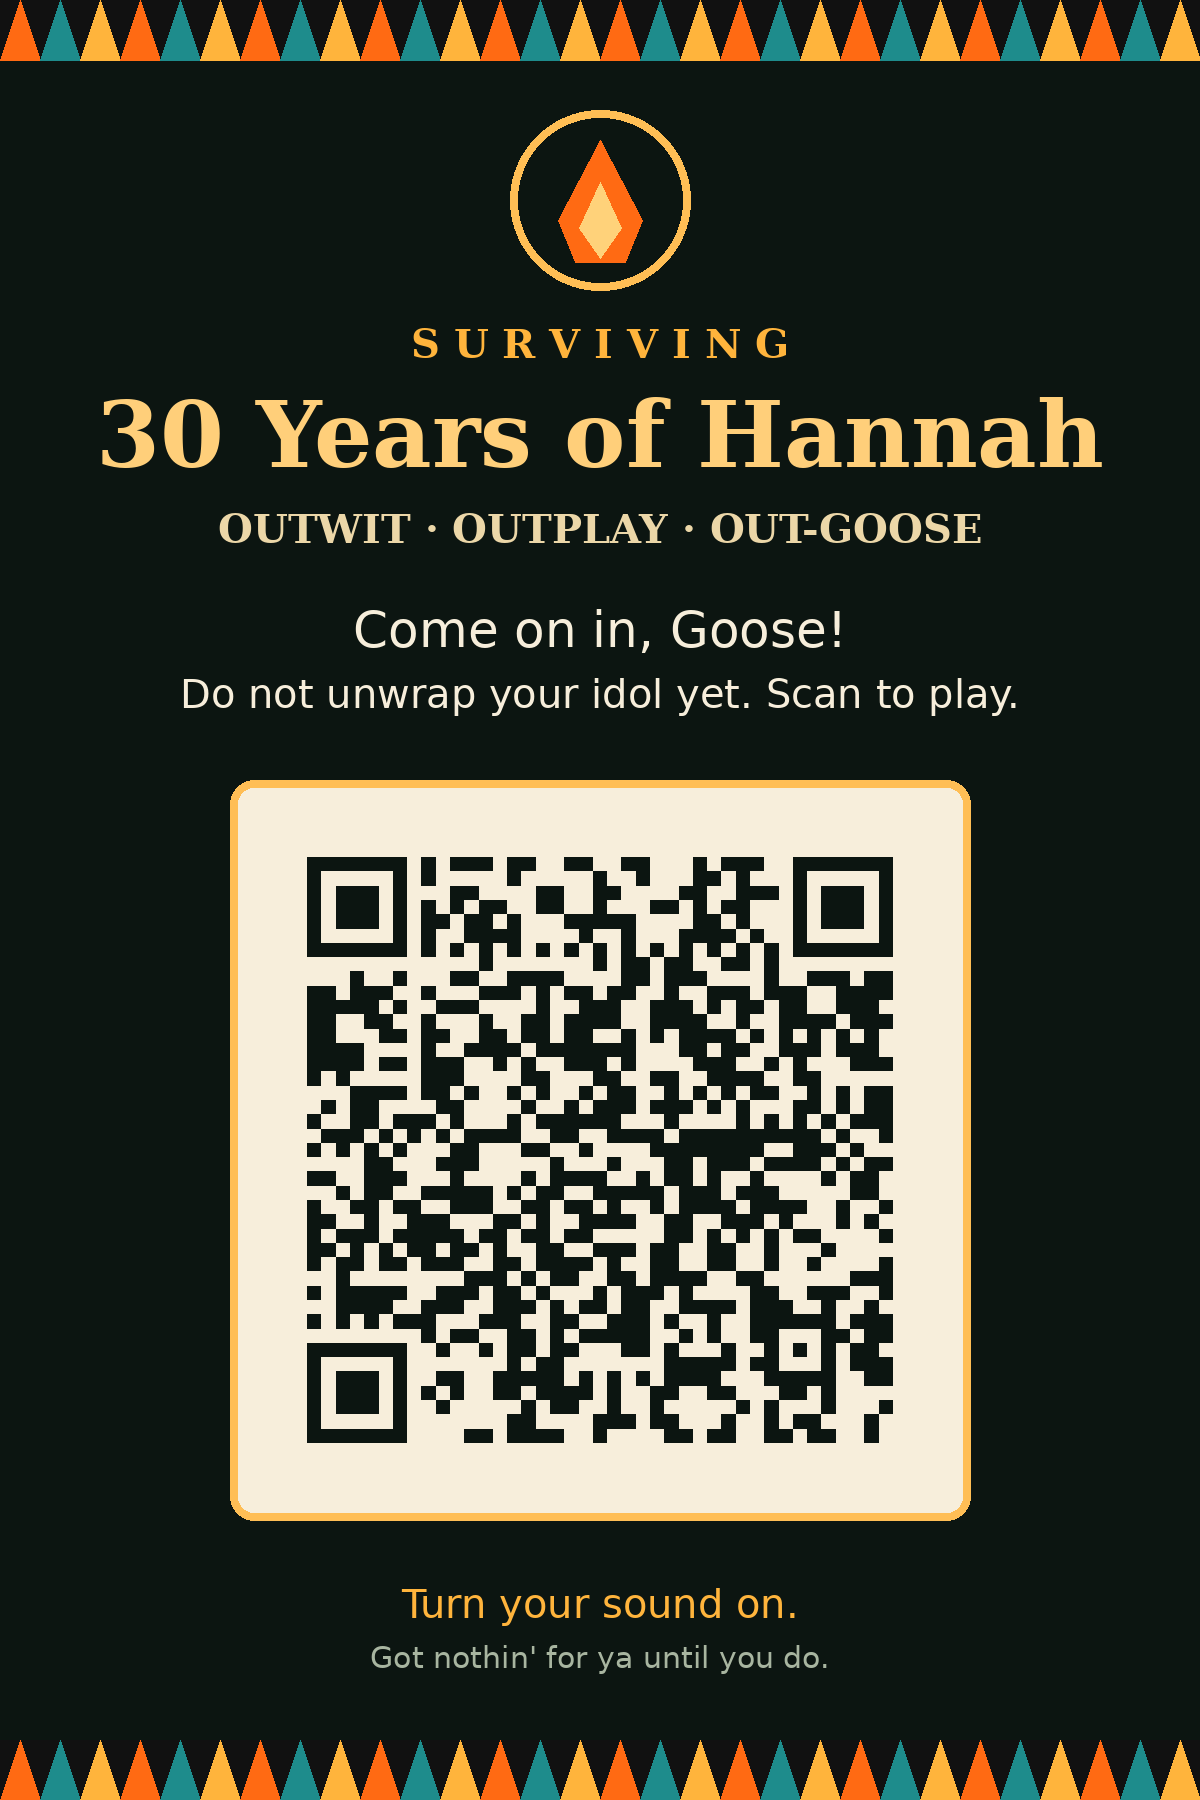 SURVIVING
30 Years of Hannah
OUTWIT · OUTPLAY · OUT-GOOSE
Come on in, Goose!
Do not unwrap your idol yet. Scan to play.
Turn your sound on.
Got nothin' for ya until you do.